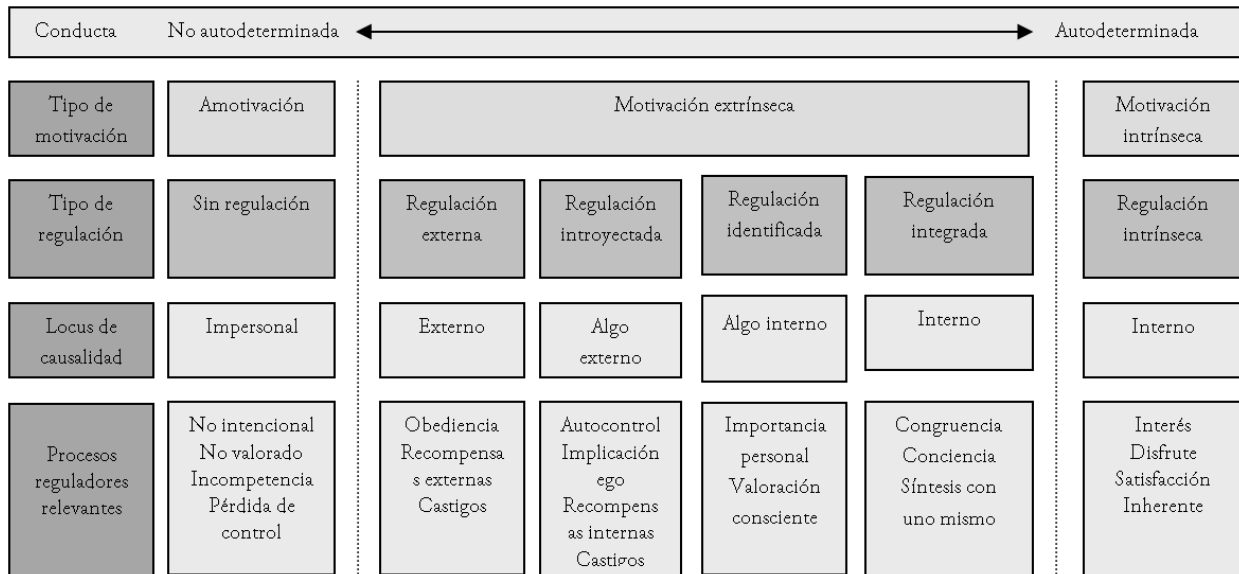 Conducta No autodeterminada Autodeterminada
Tipo de
motivación
Amotivación
Motivación extrínseca
Motivación
intrínseca
Tipo de
regulación
Sin regulación
Regulación
externa
Regulación
introyectada
Regulación
identificada
Regulación
integrada
Regulación
intrínseca
Locus de
causalidad
Impersonal
Externo
Algo
externo
Algo interno
Interno
Interno
Procesos
reguladores
relevantes
No intencional
No valorado
Incompetencia
Pérdida de
control
Obediencia
Recompensa
s externas
Castigos
Autocontrol
Implicación
ego
Recompens
as internas
Castigos
Importancia
personal
Valoración
consciente
Congruencia
Conciencia
Síntesis con
uno mismo
Interés
Disfrute
Satisfacción
Inherente